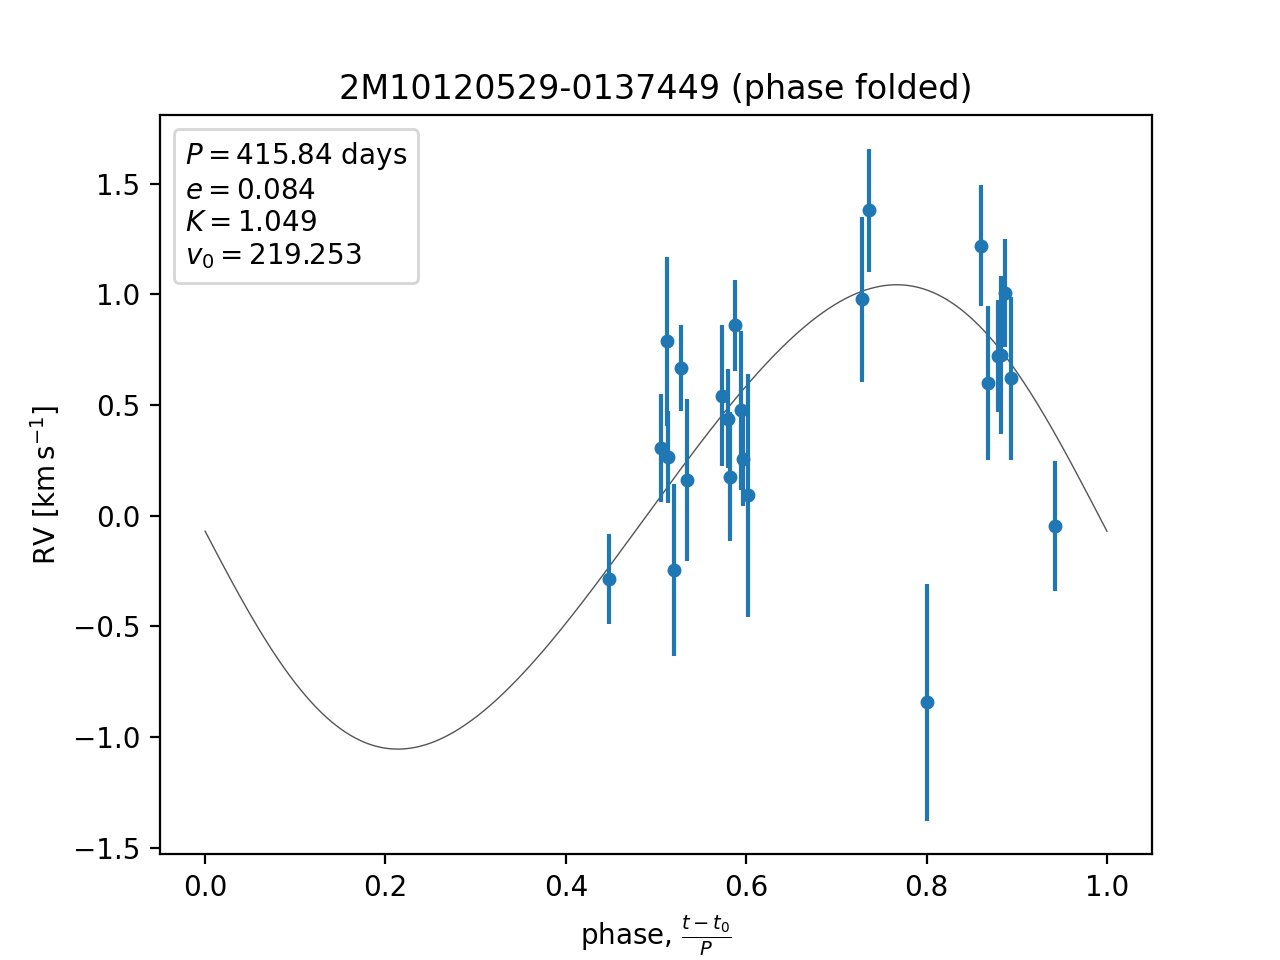 2M10120529-0137449 (phase folded)
P = 415.84 days
e = 0.084
K = 1.049
v₀ = 219.253
RV [km s⁻¹]
1.5
1.0
0.5
0.0
−0.5
−1.0
−1.5
0.0 0.2 0.4 0.6 0.8 1.0
phase, (t − t₀)/P